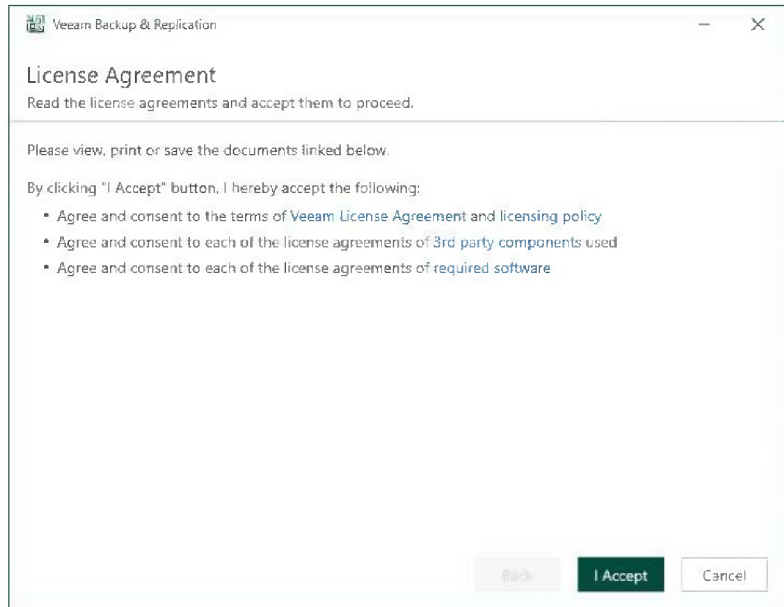 Veeam Backup & Replication
License Agreement
Read the license agreements and accept them to proceed.
Please view, print or save the documents linked below.
By clicking "I Accept" button, I hereby accept the following:
• Agree and consent to the terms of Veeam License Agreement and licensing policy
• Agree and consent to each of the license agreements of 3rd party components used
• Agree and consent to each of the license agreements of required software
Back I Accept Cancel